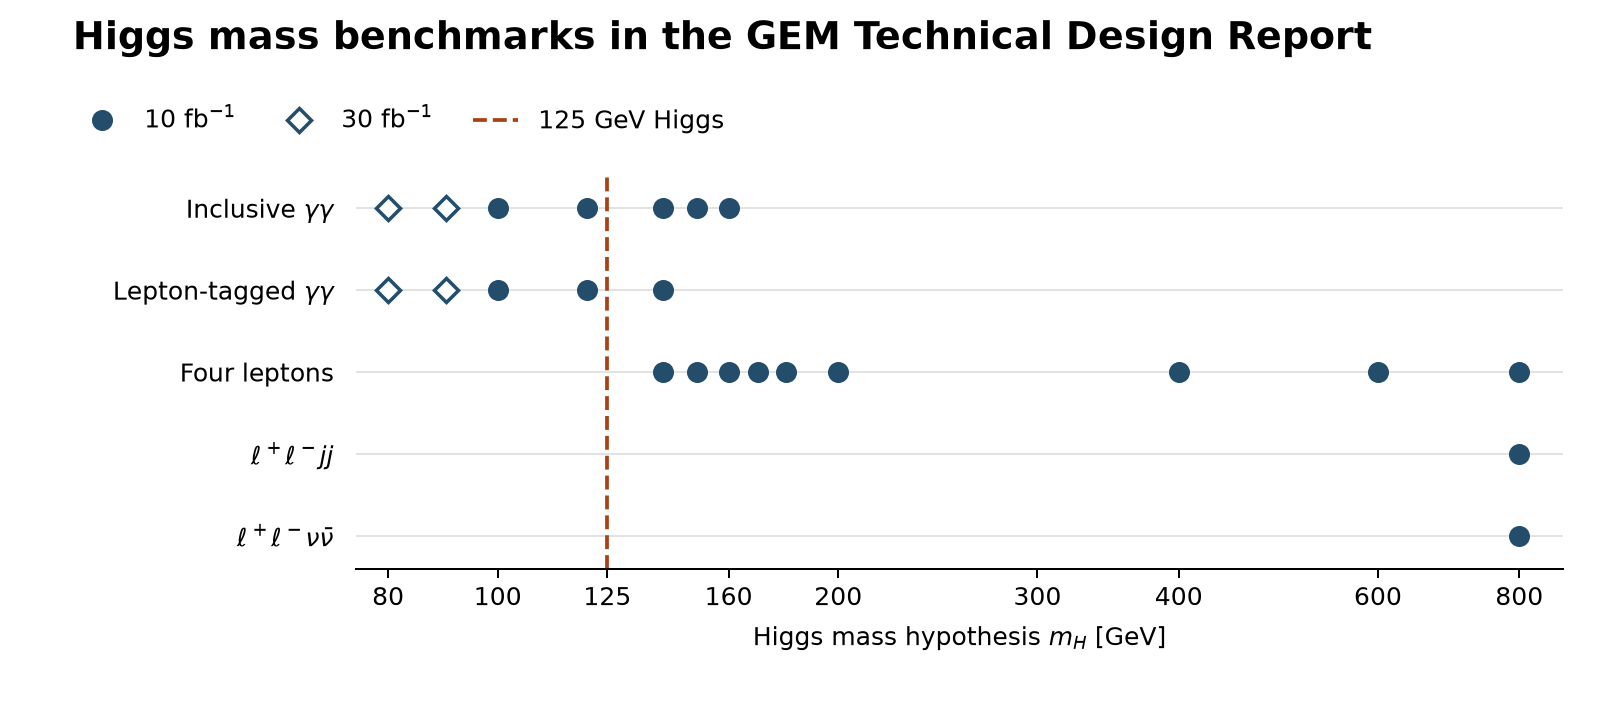 Higgs mass benchmarks in the GEM Technical Design Report
10 fb⁻¹ 30 fb⁻¹ 125 GeV Higgs
Inclusive γγ
Lepton-tagged γγ
Four leptons
ℓ⁺ℓ⁻jj
ℓ⁺ℓ⁻νν̄
80 100 125 160 200 300 400 600 800
Higgs mass hypothesis m_H [GeV]